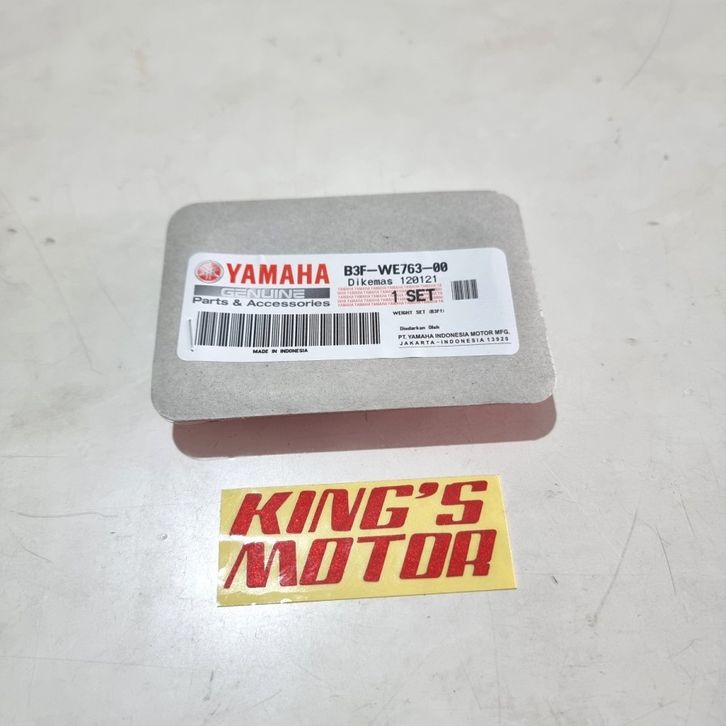 YAMAHA
GENUINE
Parts & Accessories
MADE IN INDONESIA
B3F-WE763-00
Dikemas 120121
1 SET
WEIGHT SET (B3F1)
Diedarkan Oleh
PT. YAMAHA INDONESIA MOTOR MFG.
JAKARTA - INDONESIA 13920
KING'S
MOTOR